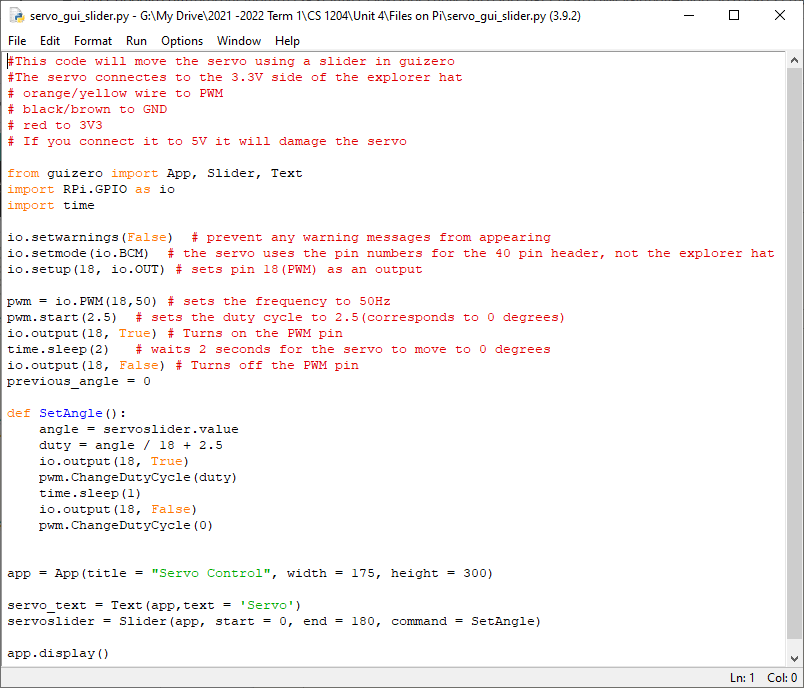 servo_gui_slider.py - G:\My Drive\2021 -2022 Term 1\CS 1204\Unit 4\Files on Pi\servo_gui_slider.py (3.9.2)
File Edit Format Run Options Window Help
#This code will move the servo using a slider in guizero
#The servo connectes to the 3.3V side of the explorer hat
# orange/yellow wire to PWM
# black/brown to GND
# red to 3V3
# If you connect it to 5V it will damage the servo
from guizero import App, Slider, Text
import RPi.GPIO as io
import time
io.setwarnings(False)  # prevent any warning messages from appearing
io.setmode(io.BCM)  # the servo uses the pin numbers for the 40 pin header, not the explorer hat
io.setup(18, io.OUT) # sets pin 18(PWM) as an output
pwm = io.PWM(18,50) # sets the frequency to 50Hz
pwm.start(2.5)  # sets the duty cycle to 2.5(corresponds to 0 degrees)
io.output(18, True) # Turns on the PWM pin
time.sleep(2)   # waits 2 seconds for the servo to move to 0 degrees
io.output(18, False) # Turns off the PWM pin
previous_angle = 0
def SetAngle():
    angle = servoslider.value
    duty = angle / 18 + 2.5
    io.output(18, True)
    pwm.ChangeDutyCycle(duty)
    time.sleep(1)
    io.output(18, False)
    pwm.ChangeDutyCycle(0)
app = App(title = "Servo Control", width = 175, height = 300)
servo_text = Text(app,text = 'Servo')
servoslider = Slider(app, start = 0, end = 180, command = SetAngle)
app.display()
Ln: 1 Col: 0